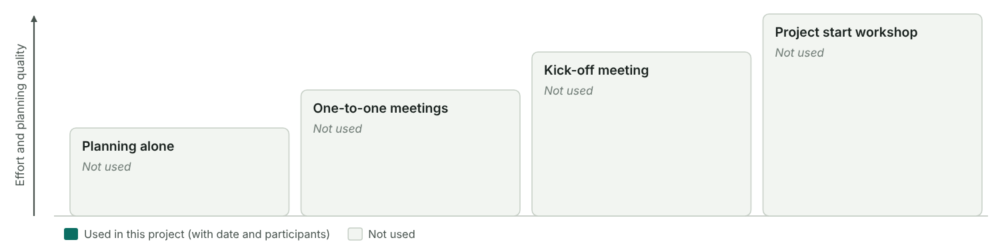 Effort and planning quality
Planning alone
Not used
One-to-one meetings
Not used
Kick-off meeting
Not used
Project start workshop
Not used
Used in this project (with date and participants)
Not used